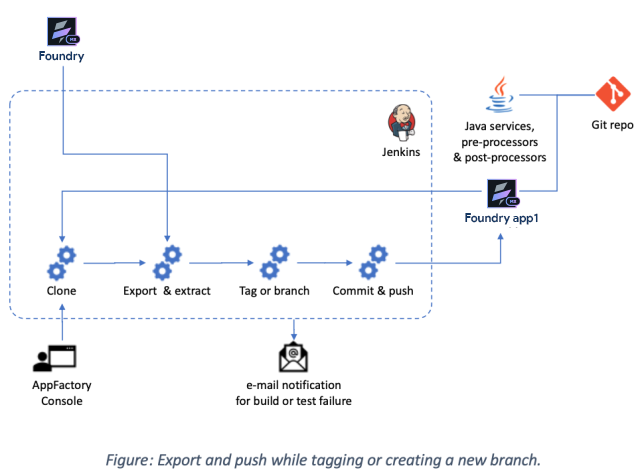 Foundry
Jenkins
Java services,
pre-processors
& post-processors
Git repo
Foundry app1
Clone
Export & extract
Tag or branch
Commit & push
AppFactory
Console
e-mail notification
for build or test failure
Figure: Export and push while tagging or creating a new branch.